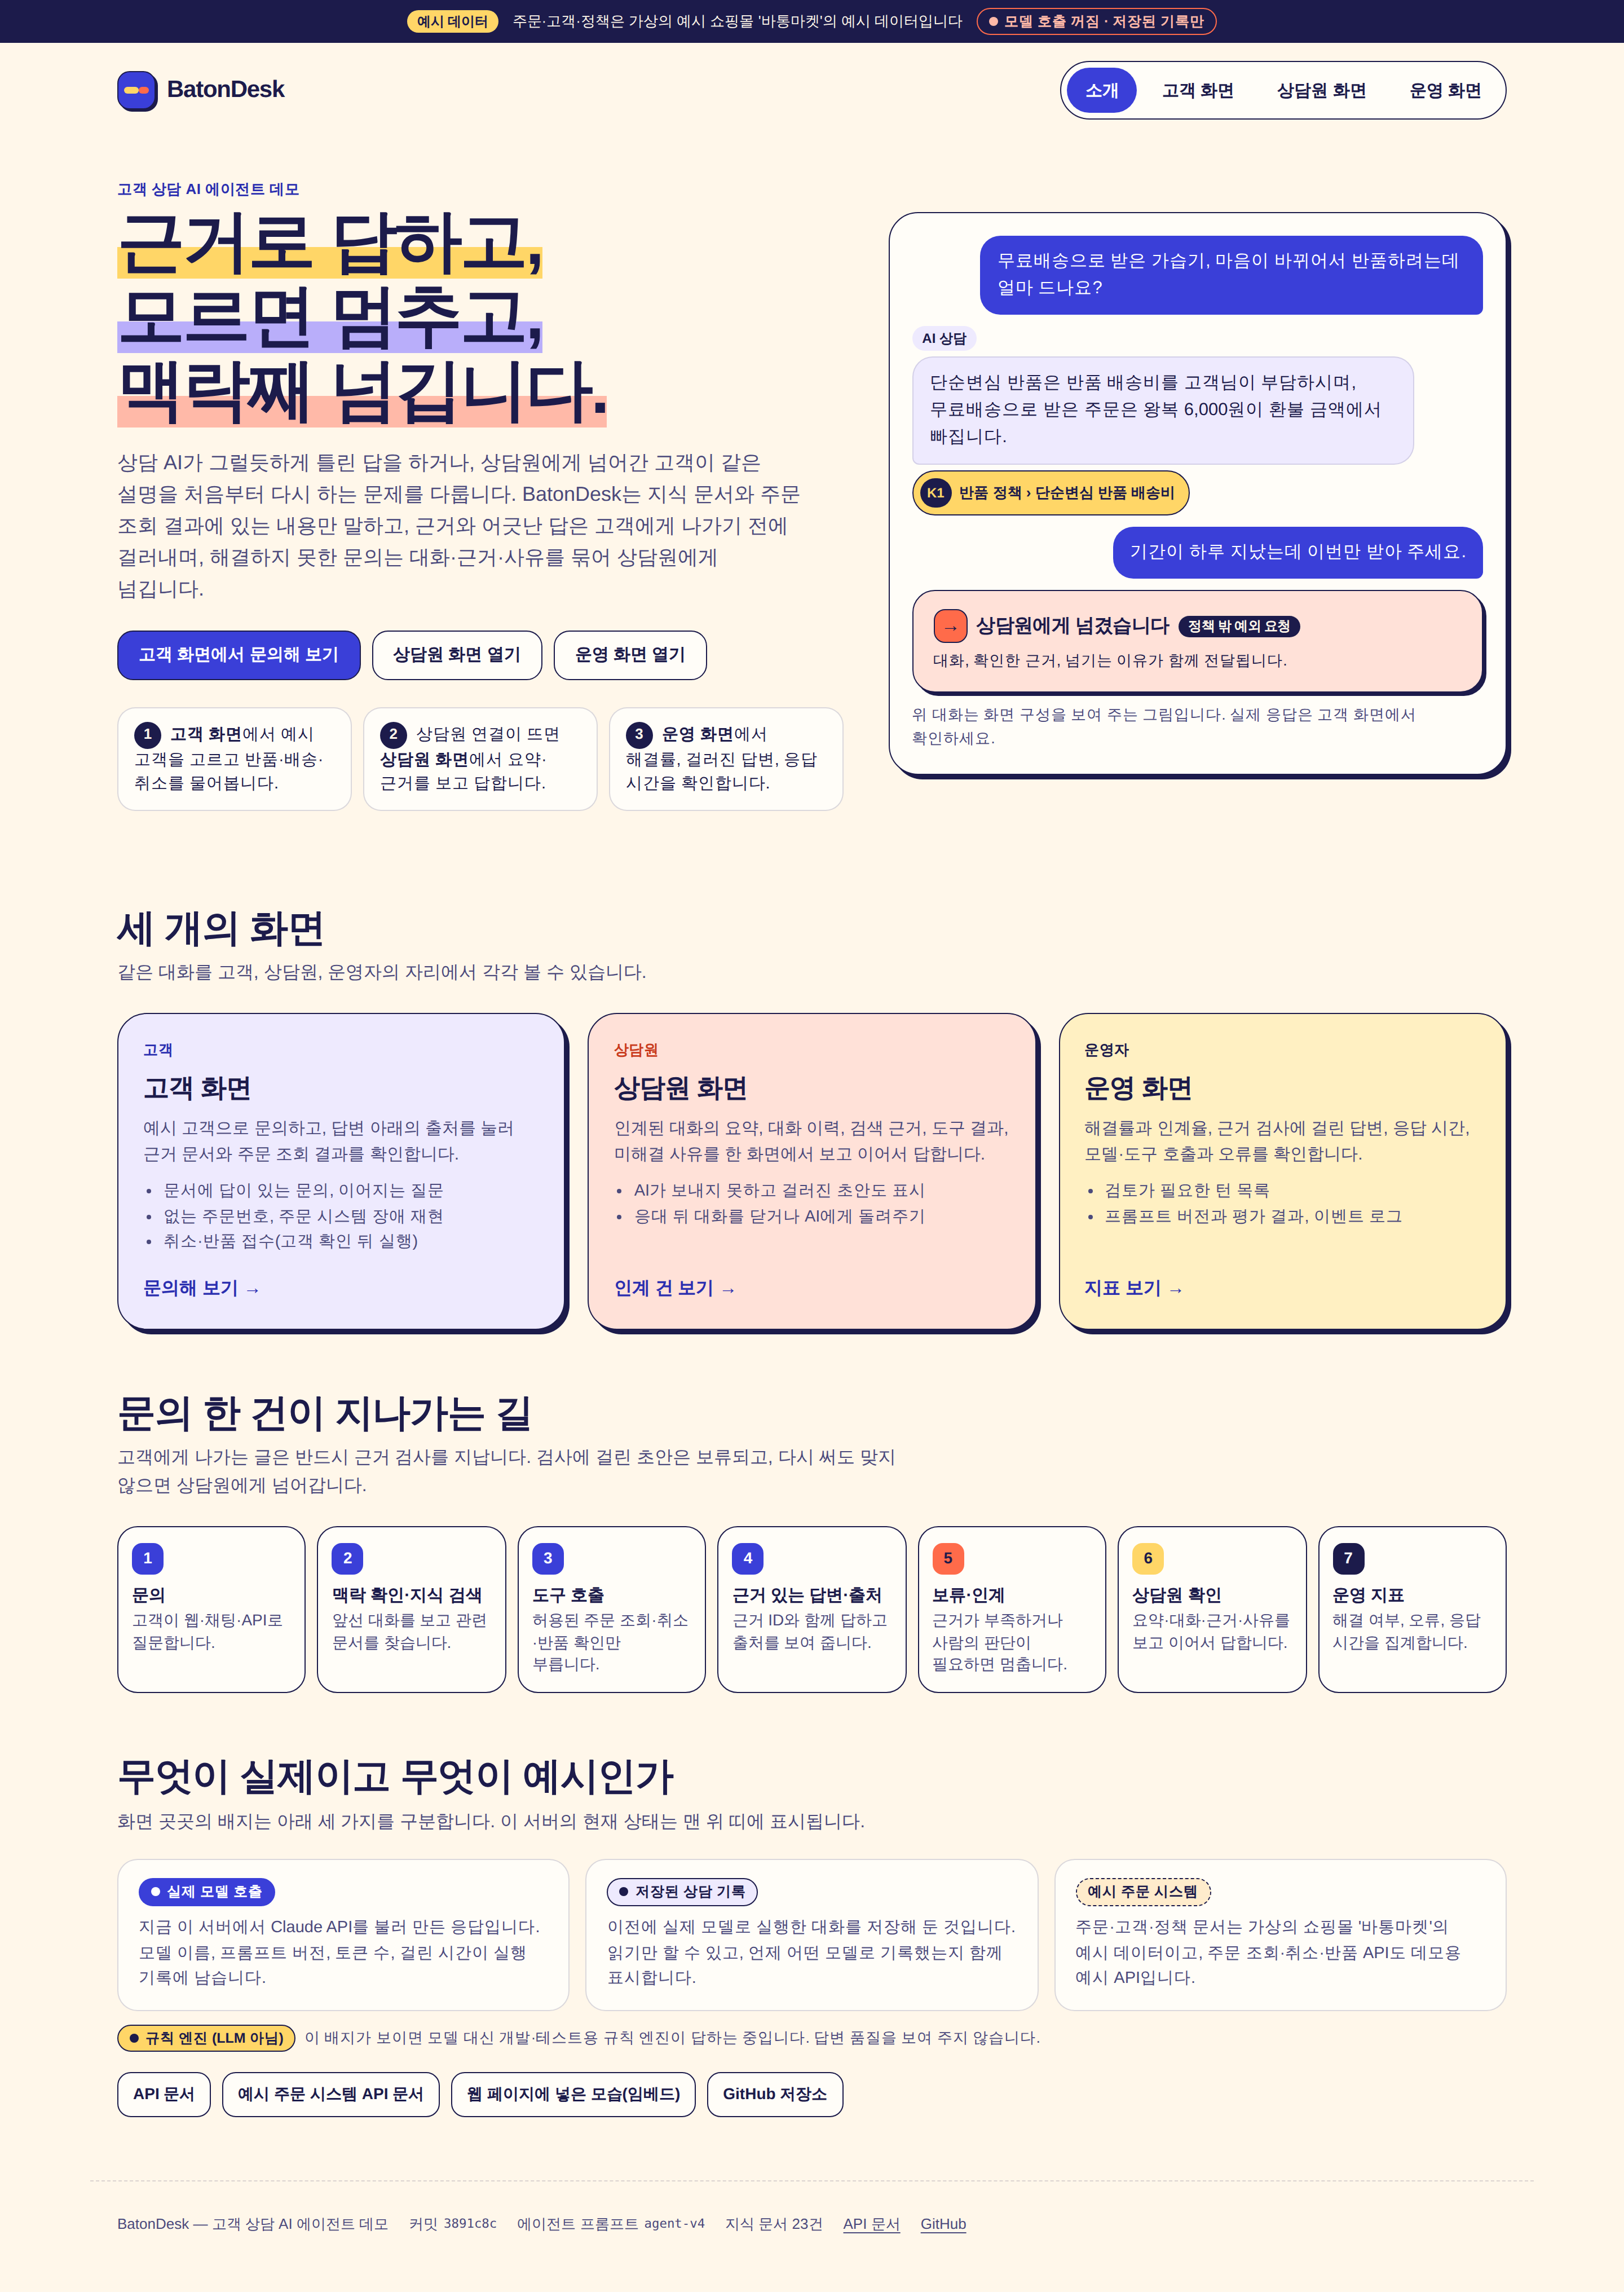 예시 데이터 주문·고객·정책은 가상의 예시 쇼핑몰 '바통마켓'의 예시 데이터입니다 모델 호출 꺼짐 · 저장된 기록만
BatonDesk
소개 고객 화면 상담원 화면 운영 화면
고객 상담 AI 에이전트 데모
근거로 답하고,
모르면 멈추고,
맥락째 넘깁니다.
상담 AI가 그럴듯하게 틀린 답을 하거나, 상담원에게 넘어간 고객이 같은
설명을 처음부터 다시 하는 문제를 다룹니다. BatonDesk는 지식 문서와 주문
조회 결과에 있는 내용만 말하고, 근거와 어긋난 답은 고객에게 나가기 전에
걸러내며, 해결하지 못한 문의는 대화·근거·사유를 묶어 상담원에게
넘깁니다.
고객 화면에서 문의해 보기 상담원 화면 열기 운영 화면 열기
1 고객 화면에서 예시
고객을 고르고 반품·배송·
취소를 물어봅니다.
2 상담원 연결이 뜨면
상담원 화면에서 요약·
근거를 보고 답합니다.
3 운영 화면에서
해결률, 걸러진 답변, 응답
시간을 확인합니다.
무료배송으로 받은 가습기, 마음이 바뀌어서 반품하려는데
얼마 드나요?
AI 상담
단순변심 반품은 반품 배송비를 고객님이 부담하시며,
무료배송으로 받은 주문은 왕복 6,000원이 환불 금액에서
빠집니다.
K1 반품 정책 › 단순변심 반품 배송비
기간이 하루 지났는데 이번만 받아 주세요.
→ 상담원에게 넘겼습니다 정책 밖 예외 요청
대화, 확인한 근거, 넘기는 이유가 함께 전달됩니다.
위 대화는 화면 구성을 보여 주는 그림입니다. 실제 응답은 고객 화면에서
확인하세요.
세 개의 화면
같은 대화를 고객, 상담원, 운영자의 자리에서 각각 볼 수 있습니다.
고객
고객 화면
예시 고객으로 문의하고, 답변 아래의 출처를 눌러
근거 문서와 주문 조회 결과를 확인합니다.
• 문서에 답이 있는 문의, 이어지는 질문
• 없는 주문번호, 주문 시스템 장애 재현
• 취소·반품 접수(고객 확인 뒤 실행)
문의해 보기 →
상담원
상담원 화면
인계된 대화의 요약, 대화 이력, 검색 근거, 도구 결과,
미해결 사유를 한 화면에서 보고 이어서 답합니다.
• AI가 보내지 못하고 걸러진 초안도 표시
• 응대 뒤 대화를 닫거나 AI에게 돌려주기
인계 건 보기 →
운영자
운영 화면
해결률과 인계율, 근거 검사에 걸린 답변, 응답 시간,
모델·도구 호출과 오류를 확인합니다.
• 검토가 필요한 턴 목록
• 프롬프트 버전과 평가 결과, 이벤트 로그
지표 보기 →
문의 한 건이 지나가는 길
고객에게 나가는 글은 반드시 근거 검사를 지납니다. 검사에 걸린 초안은 보류되고, 다시 써도 맞지
않으면 상담원에게 넘어갑니다.
1
문의
고객이 웹·채팅·API로
질문합니다.
2
맥락 확인·지식 검색
앞선 대화를 보고 관련
문서를 찾습니다.
3
도구 호출
허용된 주문 조회·취소
·반품 확인만
부릅니다.
4
근거 있는 답변·출처
근거 ID와 함께 답하고
출처를 보여 줍니다.
5
보류·인계
근거가 부족하거나
사람의 판단이
필요하면 멈춥니다.
6
상담원 확인
요약·대화·근거·사유를
보고 이어서 답합니다.
7
운영 지표
해결 여부, 오류, 응답
시간을 집계합니다.
무엇이 실제이고 무엇이 예시인가
화면 곳곳의 배지는 아래 세 가지를 구분합니다. 이 서버의 현재 상태는 맨 위 띠에 표시됩니다.
실제 모델 호출
지금 이 서버에서 Claude API를 불러 만든 응답입니다.
모델 이름, 프롬프트 버전, 토큰 수, 걸린 시간이 실행
기록에 남습니다.
저장된 상담 기록
이전에 실제 모델로 실행한 대화를 저장해 둔 것입니다.
읽기만 할 수 있고, 언제 어떤 모델로 기록했는지 함께
표시합니다.
예시 주문 시스템
주문·고객·정책 문서는 가상의 쇼핑몰 '바통마켓'의
예시 데이터이고, 주문 조회·취소·반품 API도 데모용
예시 API입니다.
규칙 엔진 (LLM 아님) 이 배지가 보이면 모델 대신 개발·테스트용 규칙 엔진이 답하는 중입니다. 답변 품질을 보여 주지 않습니다.
API 문서 예시 주문 시스템 API 문서 웹 페이지에 넣은 모습(임베드) GitHub 저장소
BatonDesk — 고객 상담 AI 에이전트 데모 커밋 3891c8c 에이전트 프롬프트 agent-v4 지식 문서 23건 API 문서 GitHub